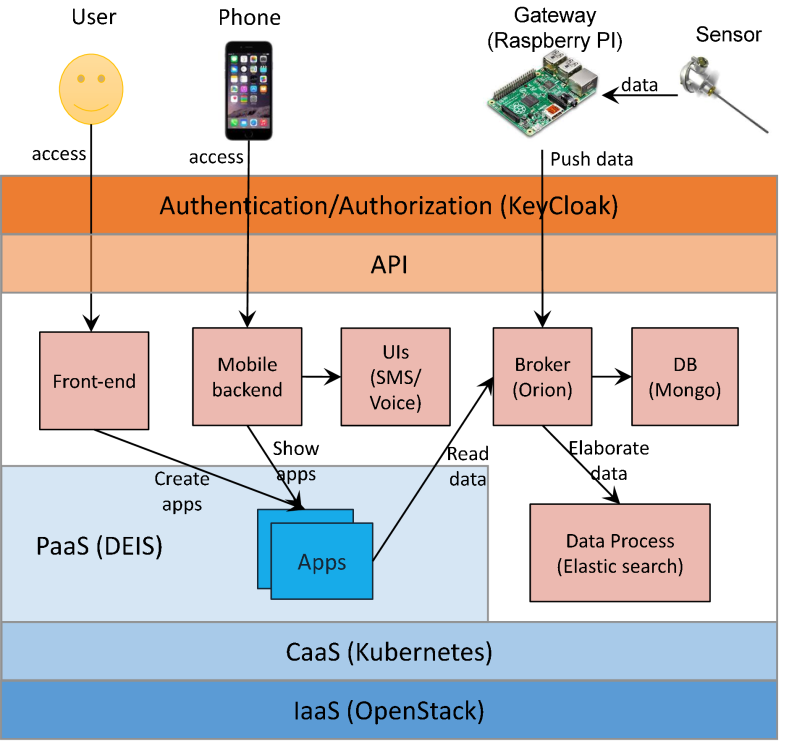 User
Phone
Gateway
(Raspberry PI)
Sensor
data
access
access
Push data
Authentication/Authorization (KeyCloak)
API
Front-end
Mobile
backend
UIs
(SMS/
Voice)
Broker
(Orion)
DB
(Mongo)
Create
apps
Show
apps
Read
data
Elaborate
data
PaaS (DEIS)
Apps
Data Process
(Elastic search)
CaaS (Kubernetes)
IaaS (OpenStack)